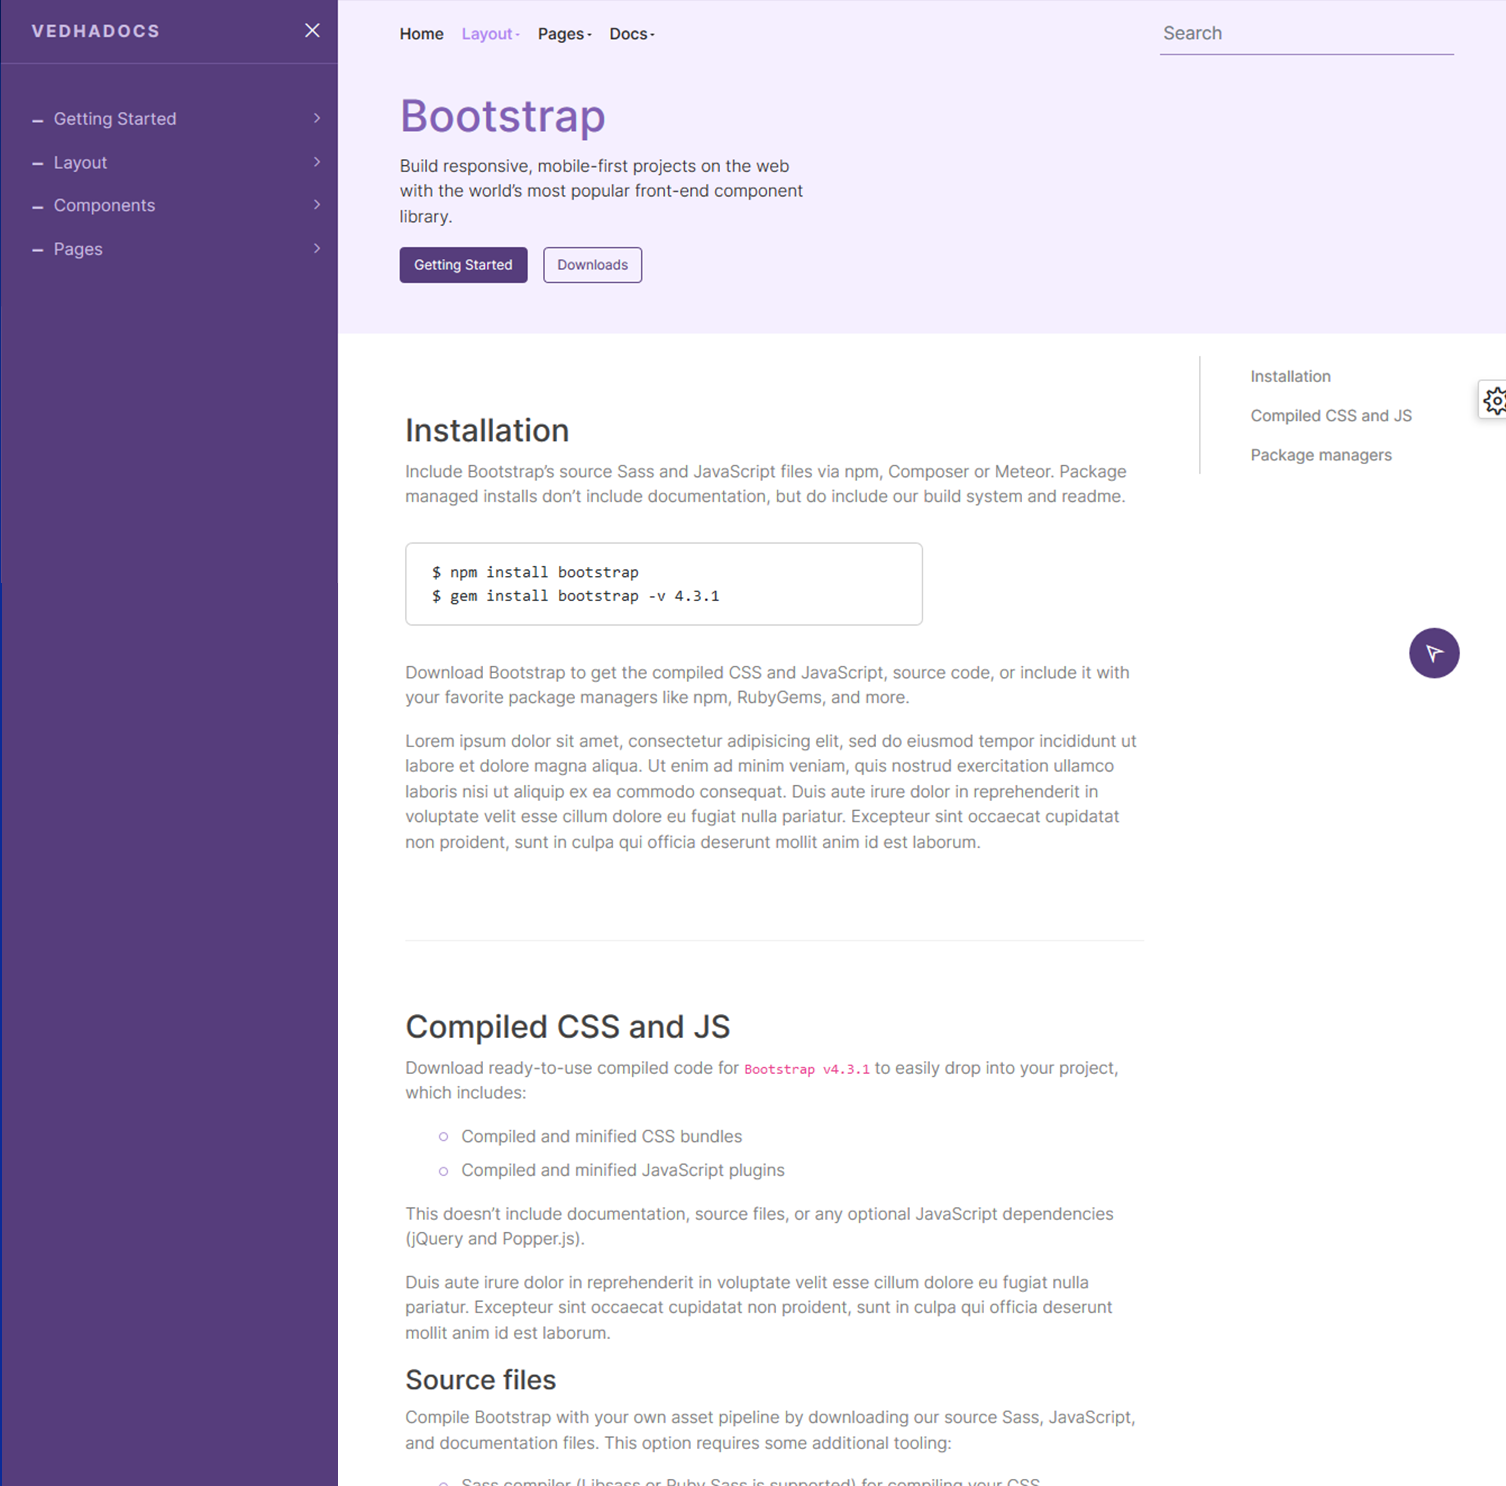 VEDHADOCS
Getting Started
Layout
Components
Pages
Home Layout Pages Docs
Search
Bootstrap
Build responsive, mobile-first projects on the web
with the world’s most popular front-end component
library.
Getting Started Downloads
Installation
Compiled CSS and JS
Package managers
Installation
Include Bootstrap’s source Sass and JavaScript files via npm, Composer or Meteor. Package
managed installs don’t include documentation, but do include our build system and readme.
$ npm install bootstrap
$ gem install bootstrap -v 4.3.1
Download Bootstrap to get the compiled CSS and JavaScript, source code, or include it with
your favorite package managers like npm, RubyGems, and more.
Lorem ipsum dolor sit amet, consectetur adipisicing elit, sed do eiusmod tempor incididunt ut
labore et dolore magna aliqua. Ut enim ad minim veniam, quis nostrud exercitation ullamco
laboris nisi ut aliquip ex ea commodo consequat. Duis aute irure dolor in reprehenderit in
voluptate velit esse cillum dolore eu fugiat nulla pariatur. Excepteur sint occaecat cupidatat
non proident, sunt in culpa qui officia deserunt mollit anim id est laborum.
Compiled CSS and JS
Download ready-to-use compiled code for Bootstrap v4.3.1 to easily drop into your project,
which includes:
Compiled and minified CSS bundles
Compiled and minified JavaScript plugins
This doesn’t include documentation, source files, or any optional JavaScript dependencies
(jQuery and Popper.js).
Duis aute irure dolor in reprehenderit in voluptate velit esse cillum dolore eu fugiat nulla
pariatur. Excepteur sint occaecat cupidatat non proident, sunt in culpa qui officia deserunt
mollit anim id est laborum.
Source files
Compile Bootstrap with your own asset pipeline by downloading our source Sass, JavaScript,
and documentation files. This option requires some additional tooling:
Sass compiler (Libsass or Ruby Sass is supported) for compiling your CSS